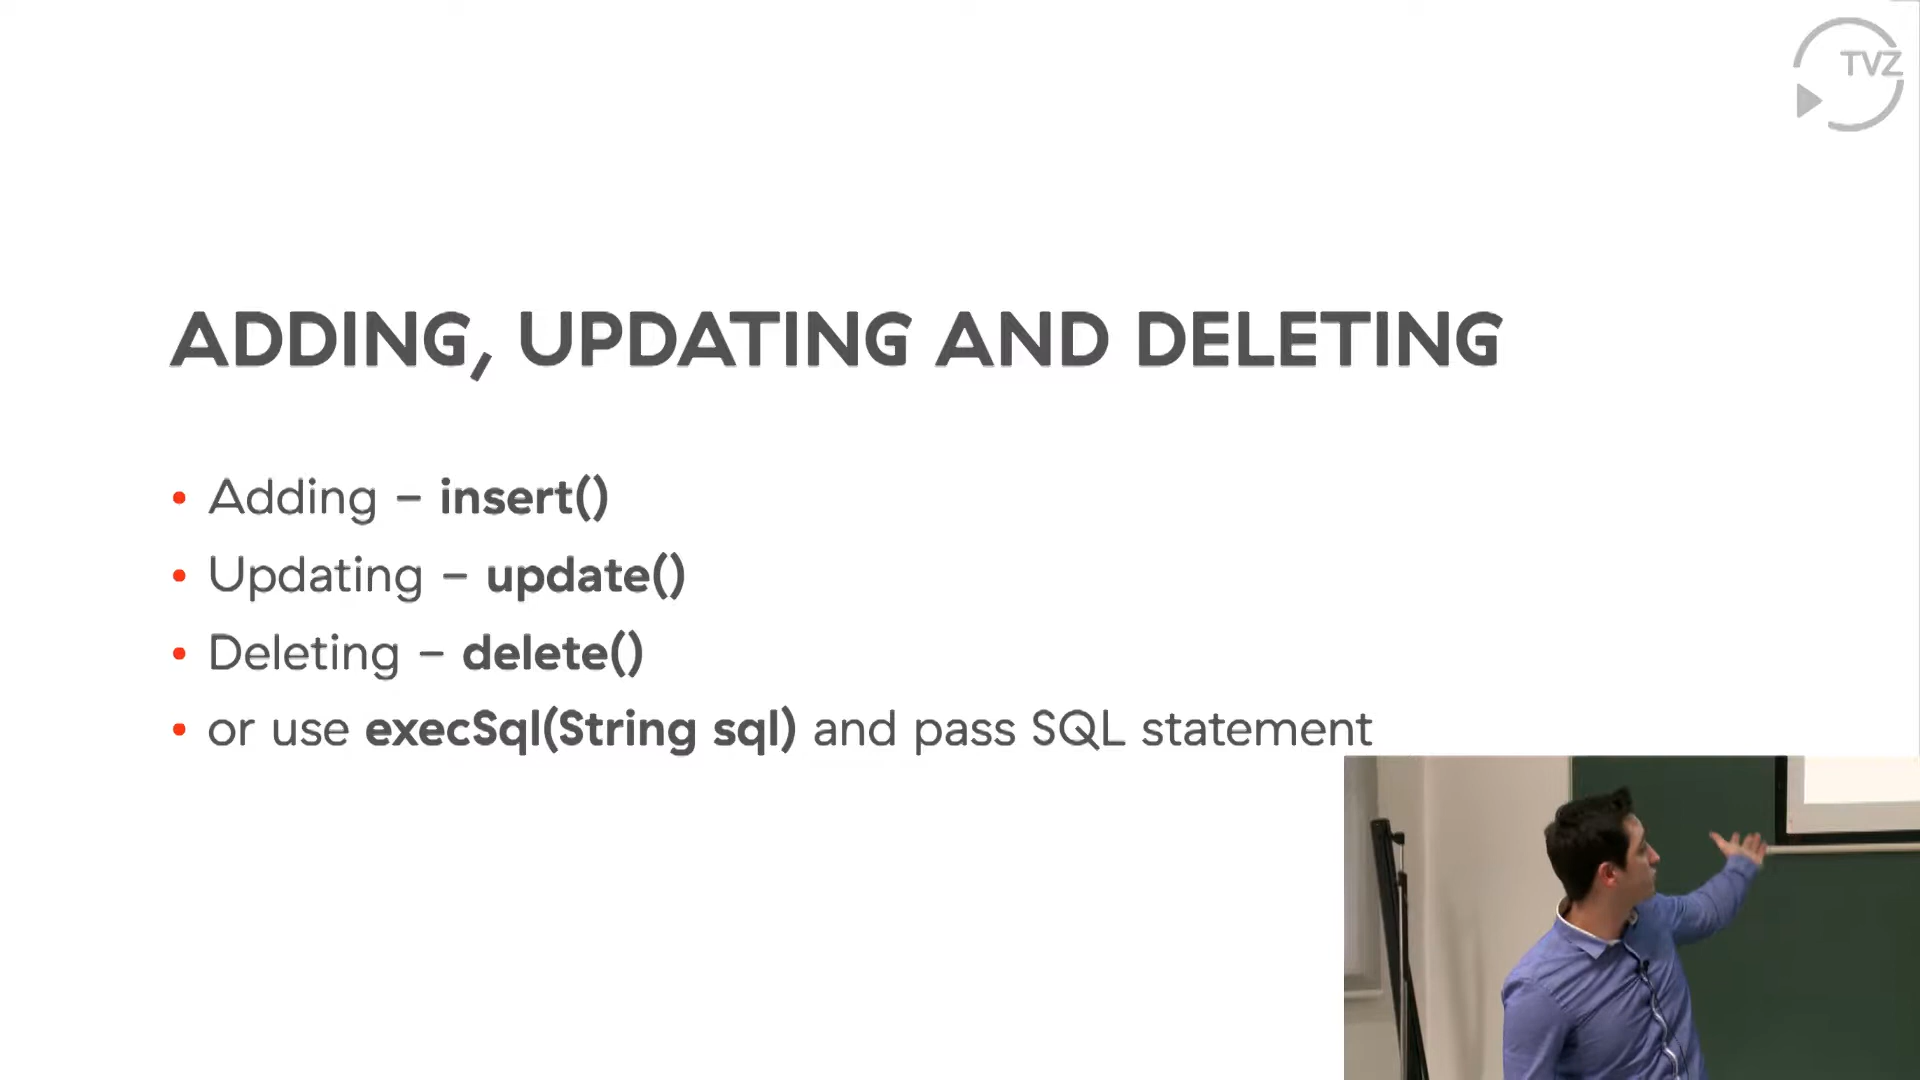 TVZ
ADDING, UPDATING AND DELETING
• Adding – insert()
• Updating – update()
• Deleting – delete()
• or use execSql(String sql) and pass SQL statement